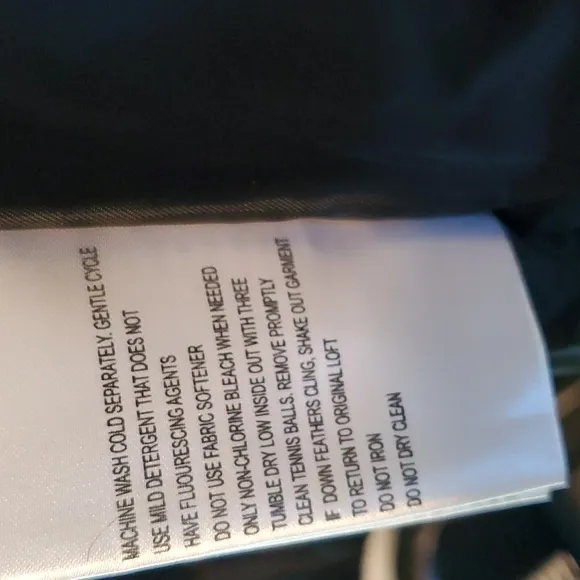 MACHINE WASH COLD SEPARATELY, GENTLE CYCLE
USE MILD DETERGENT THAT DOES NOT
HAVE FLUOURESCING AGENTS
DO NOT USE FABRIC SOFTENER
ONLY NON-CHLORINE BLEACH WHEN NEEDED
TUMBLE DRY LOW INSIDE OUT WITH THREE
CLEAN TENNIS BALLS. REMOVE PROMPTLY
IF DOWN FEATHERS CLING, SHAKE OUT GARMENT
TO RETURN TO ORIGINAL LOFT
DO NOT IRON
DO NOT DRY CLEAN